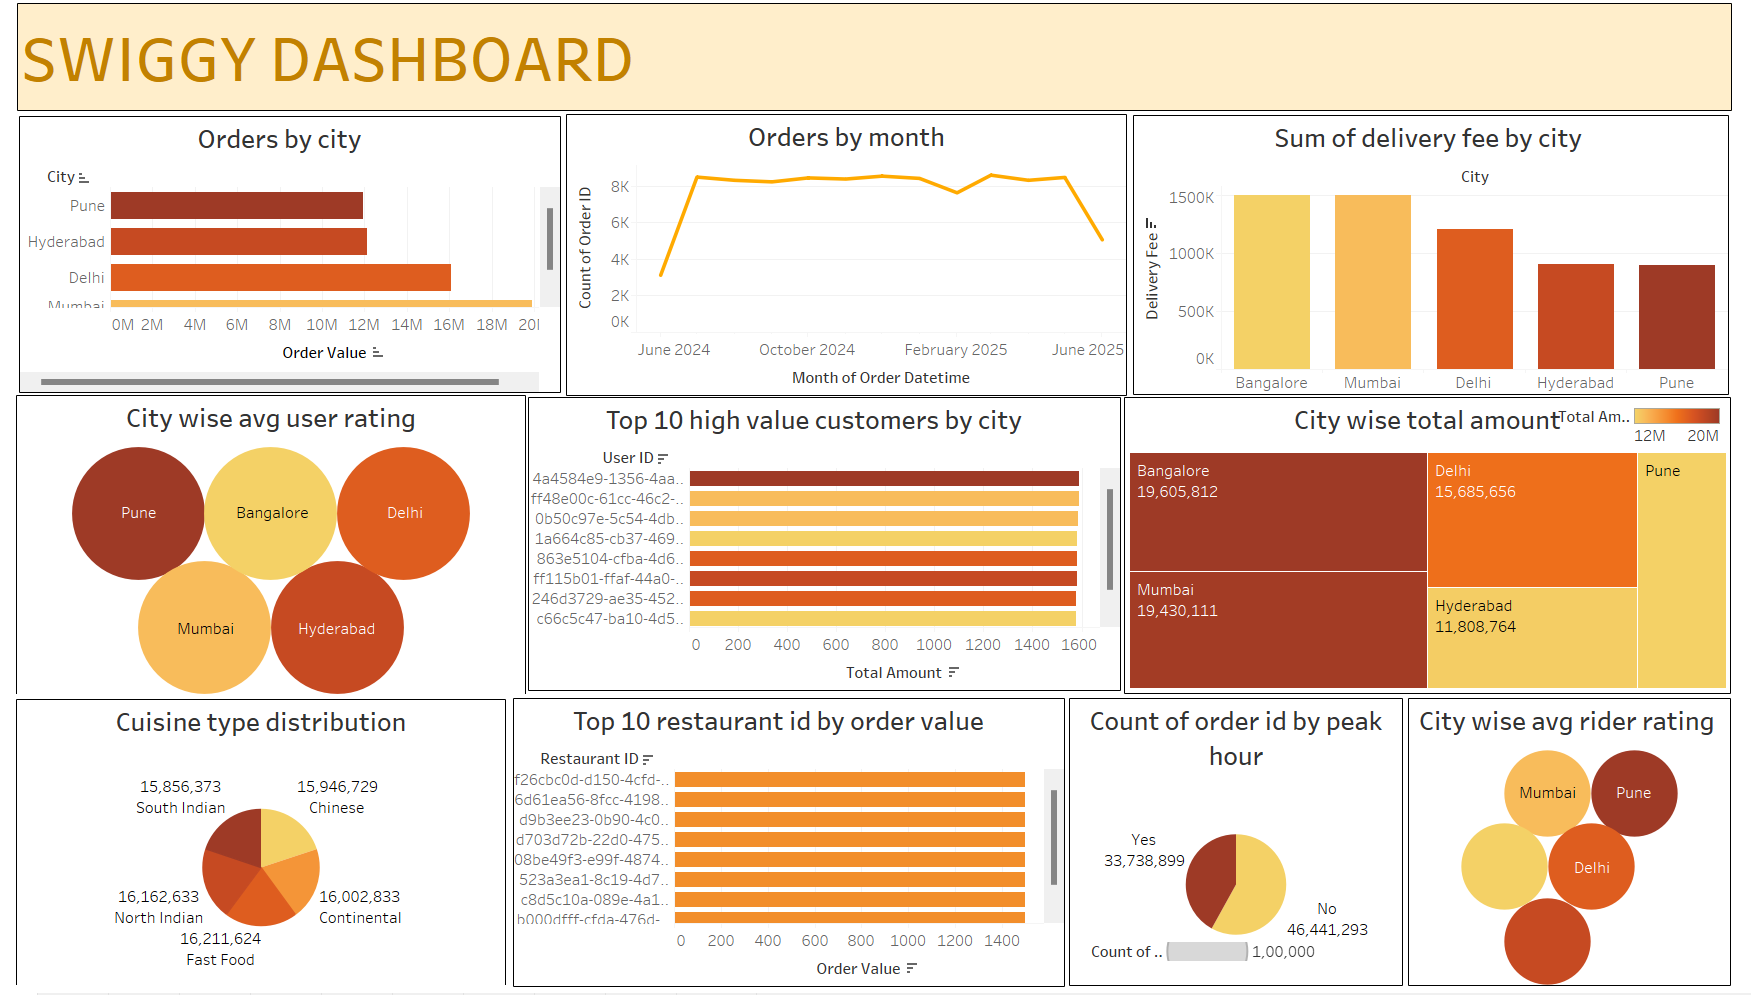 SWIGGY DASHBOARD
Orders by city
City
Pune
Hyderabad
Delhi
Mumbai
0M 2M 4M 6M 8M 10M 12M 14M 16M 18M 20
Order Value
Orders by month
Count of Order ID
8K
6K
4K
2K
0K
June 2024 October 2024 February 2025 June 2025
Month of Order Datetime
Sum of delivery fee by city
City
Delivery Fee
1500K
1000K
500K
0K
Bangalore Mumbai Delhi Hyderabad Pune
City wise avg user rating
Pune Bangalore Delhi
Mumbai Hyderabad
Top 10 high value customers by city
User ID
4a4584e9-1356-4aa..
ff48e00c-61cc-46c2-..
0b50c97e-5c54-4db..
1a664c85-cb37-469..
863e5104-cfba-4d6..
ff115b01-ffaf-44a0-..
246d3729-ae35-452..
c66c5c47-ba10-4d5..
0 200 400 600 800 1000 1200 1400 1600
Total Amount
City wise total amount
Total Am..
12M 20M
Bangalore
19,605,812
Mumbai
19,430,111
Delhi
15,685,656
Hyderabad
11,808,764
Pune
Cuisine type distribution
15,856,373
South Indian
15,946,729
Chinese
16,162,633
North Indian
16,002,833
Continental
16,211,624
Fast Food
Top 10 restaurant id by order value
Restaurant ID
f26cbc0d-d150-4cfd-..
6d61ea56-8fcc-4198..
d9b3ee23-0b90-4c0..
d703d72b-22d0-475..
08be49f3-e99f-4874..
523a3ea1-8c19-4d7..
c8d5c10a-089e-4a1..
b000dfff-cfda-476d-
0 200 400 600 800 1000 1200 1400
Order Value
Count of order id by peak
hour
Yes
33,738,899
No
46,441,293
Count of .. 1,00,000
City wise avg rider rating
Mumbai Pune
Delhi